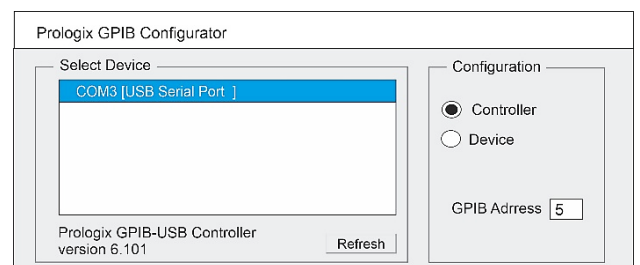 Prologix GPIB Configurator
Select Device
COM3 [USB Serial Port ]
Prologix GPIB-USB Controller
version 6.101
Refresh
Configuration
Controller
Device
GPIB Adrress 5